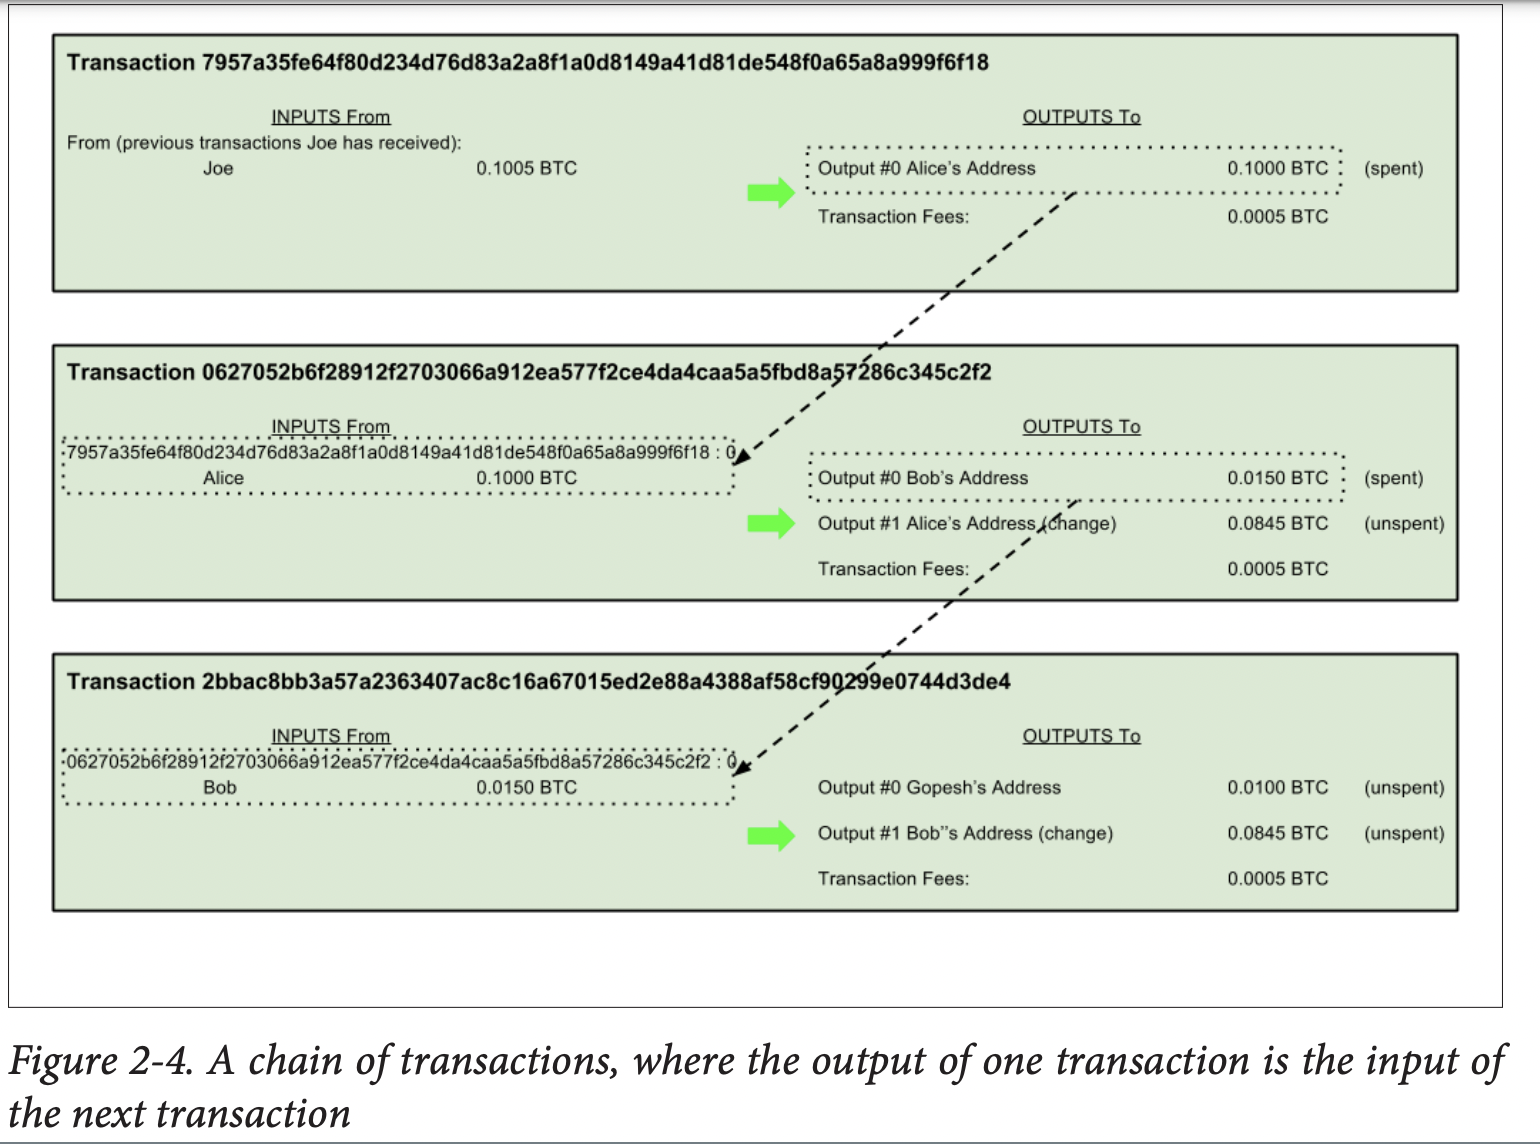 Transaction 7957a35fe64f80d234d76d83a2a8f1a0d8149a41d81de548f0a65a8a999f6f18
INPUTS From OUTPUTS To
From (previous transactions Joe has received):
Joe 0.1005 BTC Output #0 Alice's Address 0.1000 BTC (spent)
Transaction Fees: 0.0005 BTC
Transaction 0627052b6f28912f2703066a912ea577f2ce4da4caa5a5fbd8a57286c345c2f2
INPUTS From OUTPUTS To
7957a35fe64f80d234d76d83a2a8f1a0d8149a41d81de548f0a65a8a999f6f18 : 0
Alice 0.1000 BTC Output #0 Bob's Address 0.0150 BTC (spent)
Output #1 Alice's Address (change) 0.0845 BTC (unspent)
Transaction Fees: 0.0005 BTC
Transaction 2bbac8bb3a57a2363407ac8c16a67015ed2e88a4388af58cf90299e0744d3de4
INPUTS From OUTPUTS To
0627052b6f28912f2703066a912ea577f2ce4da4caa5a5fbd8a57286c345c2f2 : 0
Bob 0.0150 BTC Output #0 Gopesh's Address 0.0100 BTC (unspent)
Output #1 Bob''s Address (change) 0.0845 BTC (unspent)
Transaction Fees: 0.0005 BTC
Figure 2-4. A chain of transactions, where the output of one transaction is the input of
the next transaction